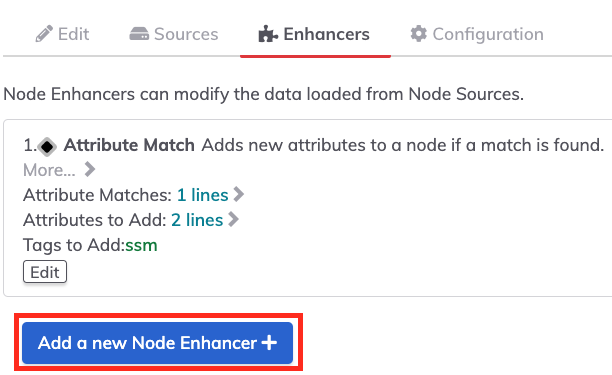 Edit Sources Enhancers Configuration
Node Enhancers can modify the data loaded from Node Sources.
1. Attribute Match Adds new attributes to a node if a match is found.
More...
Attribute Matches: 1 lines
Attributes to Add: 2 lines
Tags to Add:ssm
Edit
Add a new Node Enhancer +